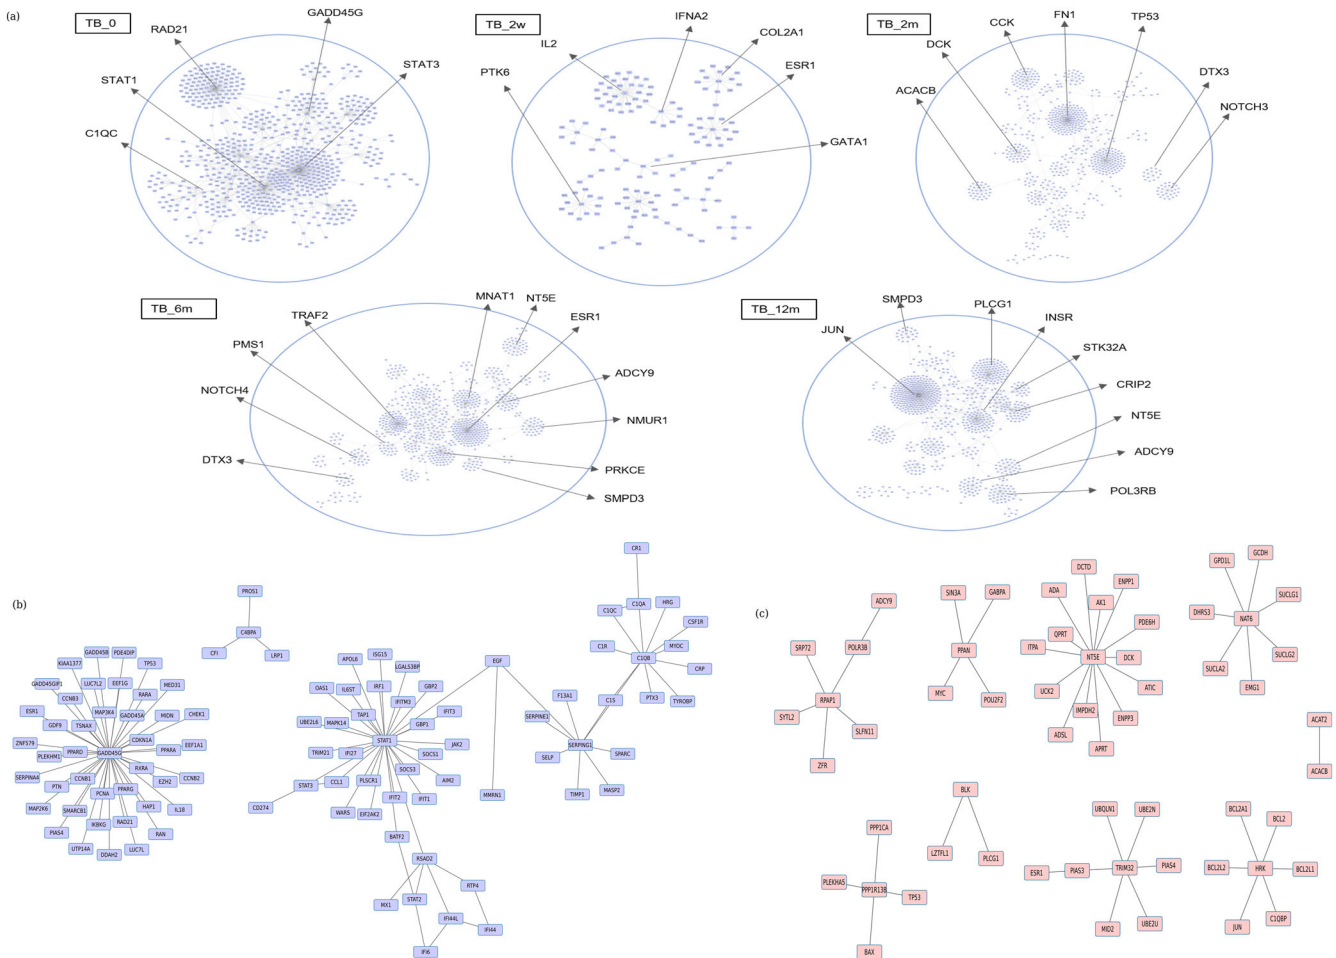 (a)
TB_0
RAD21
GADD45G
STAT1
STAT3
C1QC
TB_2w
IFNA2
IL2
COL2A1
PTK6
ESR1
GATA1
TB_2m
CCK
FN1
TP53
DCK
DTX3
ACACB
NOTCH3
TB_6m
MNAT1
NT5E
TRAF2
ESR1
PMS1
ADCY9
NOTCH4
NMUR1
DTX3
PRKCE
SMPD3
TB_12m
SMPD3
PLCG1
JUN
INSR
STK32A
CRIP2
NT5E
ADCY9
POL3RB
(b)
PROS1
C4BPA
CFI
LRP1
GADD45B
PDE4DIP
KIAA1377
TP53
LUC7L2
EEF1G
GADD45GIP1
RARA
MED31
CCNB3
MAP3K4
GADD45A
ESR1
GDF9
TSNAX
MIDN
CHEK1
CDKN1A
ZNF579
PPARD
GADD45G
PPARA
EEF1A1
PLEKHM1
RXRA
SERPINA4
CCNB1
EZH2
CCNB2
PTN
PCNA
PPARG
MAP2K6
SMARCB1
HAP1
IL18
IKBKG
RAD21
PIAS4
RAN
UTP14A
DDAH2
LUC7L
ISG15
APOL6
LGALS3BP
OAS1
IL6ST
IRF1
GBP2
IFITM3
TAP1
IFIT3
UBE2L6
MAPK14
GBP1
STAT1
JAK2
TRIM21
IFI27
SOCS1
SOCS3
STAT3
CCL1
PLSCR1
AIM2
CD274
IFIT2
IFIT1
WARS
EIF2AK2
BATF2
RSAD2
RTP4
MX1
STAT2
IFI44L
IFI44
IFI6
EGF
F13A1
SERPINE1
SERPING1
SELP
SPARC
MMRN1
TIMP1
MASP2
CR1
C1QC
C1QA
HRG
CSF1R
C1R
MYOC
C1QB
CRP
C1S
PTX3
TYROBP
(c)
ADCY9
SRP72
POLR3B
RPAP1
SYTL2
SLFN11
ZFR
SIN3A
GABPA
PPAN
MYC
POU2F2
DCTD
ENPP1
ADA
AK1
PDE6H
QPRT
ITPA
NT5E
DCK
UCK2
ATIC
IMPDH2
ENPP3
ADSL
APRT
GCDH
GPD1L
SUCLG1
DHRS3
NAT6
SUCLG2
SUCLA2
EMG1
ACAT2
ACACB
PPP1CA
PLEKHA5
PPP1R13B
TP53
BAX
BLK
LZTFL1
PLCG1
UBQLN1
UBE2N
ESR1
PIAS3
TRIM32
PIAS4
MID2
UBE2U
BCL2A1
BCL2
BCL2L2
HRK
BCL2L1
C1QBP
JUN